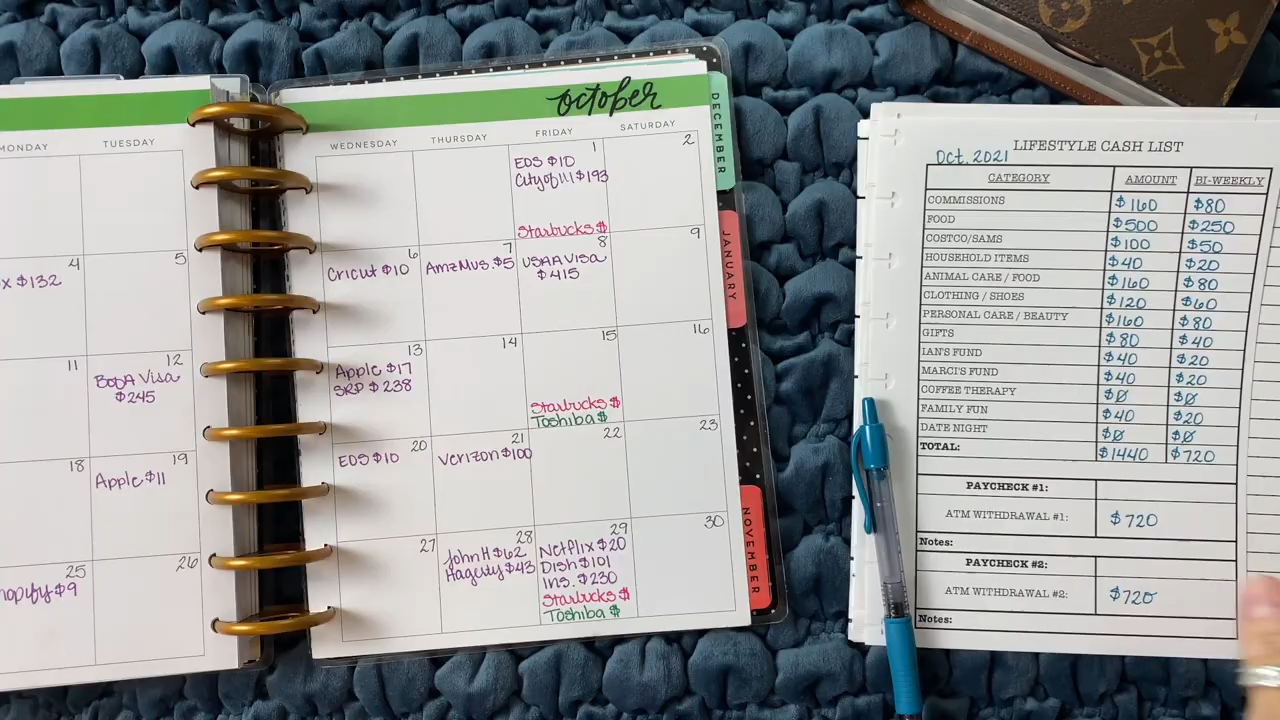 october
MONDAY
TUESDAY
WEDNESDAY
THURSDAY
FRIDAY
SATURDAY
1
EOS $10
City of III $193
Starbucks $
2
4
x $132
5
6
Cricut $10
7
AmzMus. $5
8
USAA Visa
$415
9
11
12
BofA Visa
$245
13
Apple $17
SRP $238
14
15
Starbucks $
Toshiba $
16
18
19
Apple $11
20
EOS $10
21
Verizon $100
22
23
25
hopify $9
26
27
28
John H $62
Haguty $43
29
Netflix $20
Dish $101
Ins. $230
Starbucks $
Toshiba $
30
DECEMBER
JANUARY
NOVEMBER
LIFESTYLE CASH LIST
Oct. 2021
CATEGORY AMOUNT BI-WEEKLY
COMMISSIONS $160 $80
FOOD $500 $250
COSTCO/SAMS $100 $50
HOUSEHOLD ITEMS $40 $20
ANIMAL CARE / FOOD $160 $80
CLOTHING / SHOES $120 $60
PERSONAL CARE / BEAUTY $160 $80
GIFTS $80 $40
IAN'S FUND $40 $20
MARCI'S FUND $40 $20
COFFEE THERAPY $0 $0
FAMILY FUN $40 $20
DATE NIGHT $0 $0
TOTAL: $1440 $720
PAYCHECK #1:
ATM WITHDRAWAL #1: $720
Notes:
PAYCHECK #2:
ATM WITHDRAWAL #2: $720
Notes: